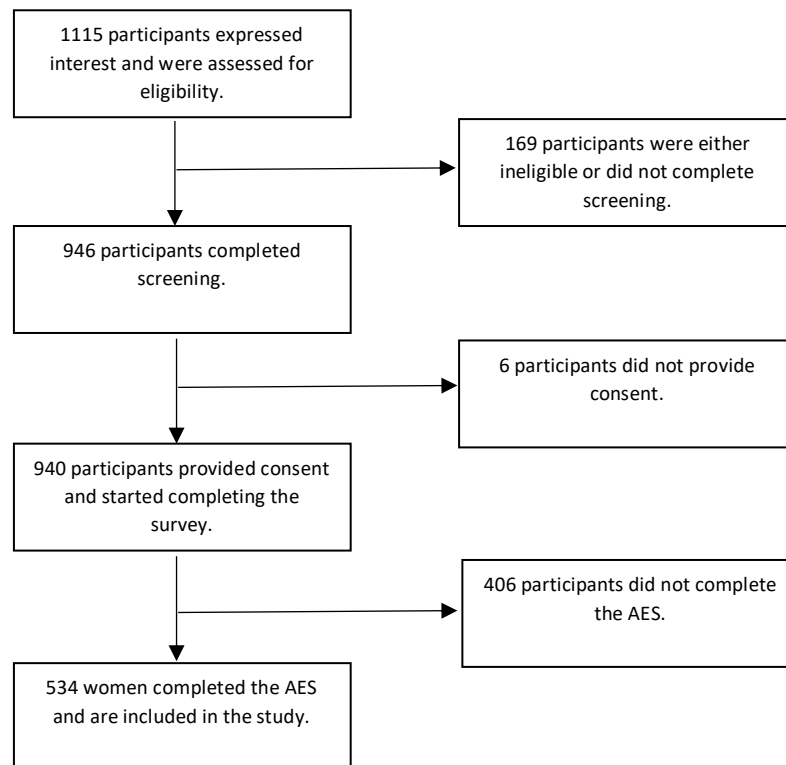 1115 participants expressed
interest and were assessed for
eligibility.
169 participants were either
ineligible or did not complete
screening.
946 participants completed
screening.
6 participants did not provide
consent.
940 participants provided consent
and started completing the
survey.
406 participants did not complete
the AES.
534 women completed the AES
and are included in the study.